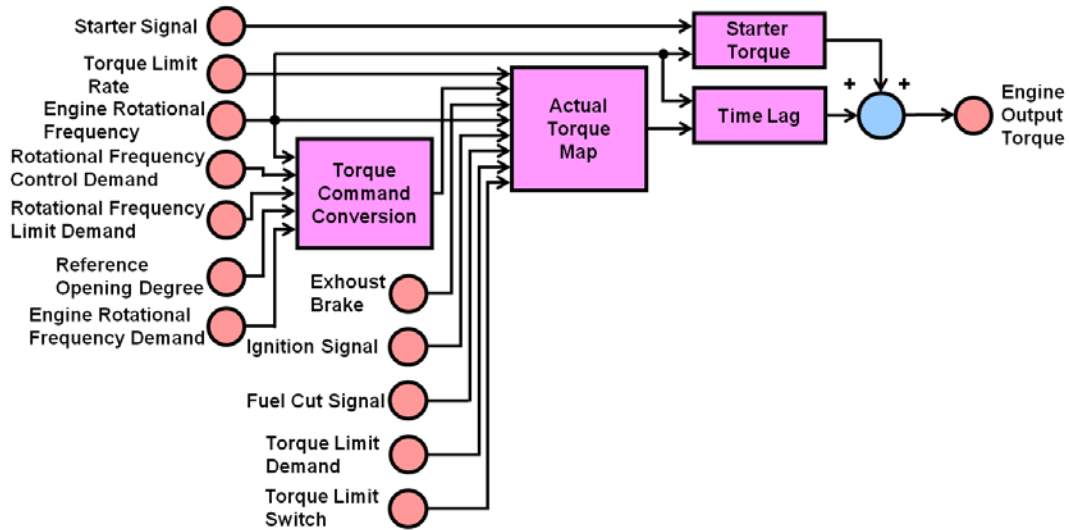 Starter Signal
Torque Limit
Rate
Engine Rotational
Frequency
Rotational Frequency
Control Demand
Rotational Frequency
Limit Demand
Reference
Opening Degree
Engine Rotational
Frequency Demand
Torque
Command
Conversion
Exhoust
Brake
Ignition Signal
Fuel Cut Signal
Torque Limit
Demand
Torque Limit
Switch
Actual
Torque
Map
Starter
Torque
Time Lag
+ +
Engine
Output
Torque